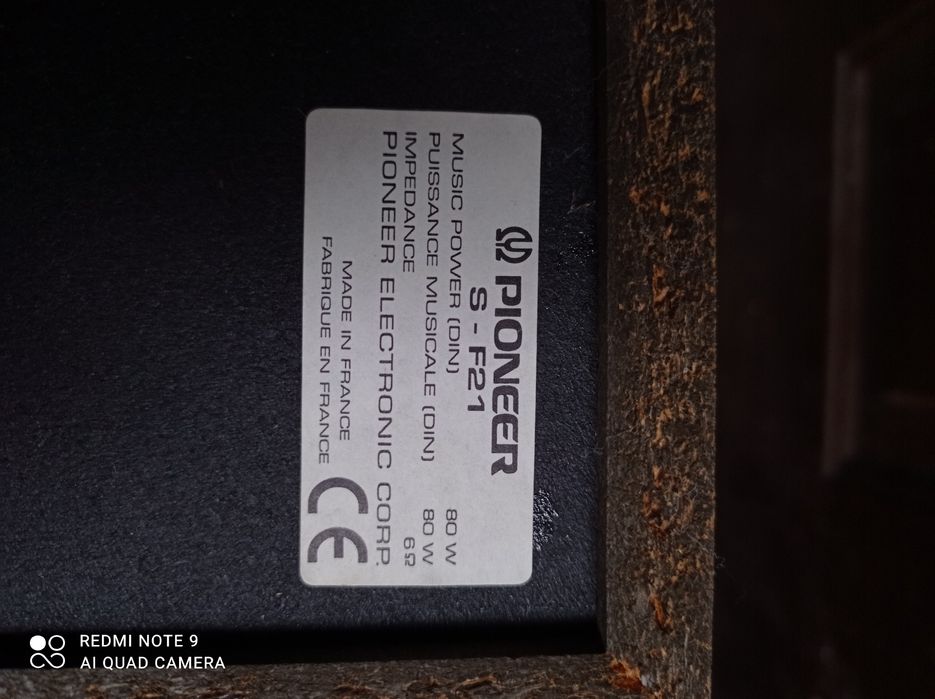 PIONEER
S - F21
MUSIC POWER (DIN) 80 W
PUISSANCE MUSICALE (DIN) 80 W
IMPEDANCE 6Ω
PIONEER ELECTRONIC CORP.
MADE IN FRANCE
FABRIQUE EN FRANCE
CE
REDMI NOTE 9
AI QUAD CAMERA